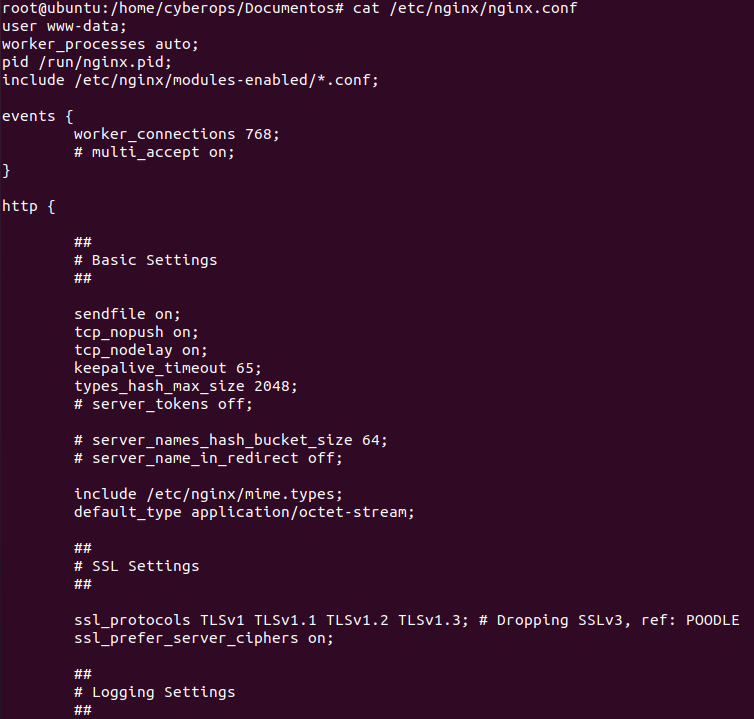 root@ubuntu:/home/cyberops/Documentos# cat /etc/nginx/nginx.conf
user www-data;
worker_processes auto;
pid /run/nginx.pid;
include /etc/nginx/modules-enabled/*.conf;

events {
        worker_connections 768;
        # multi_accept on;
}

http {

        ##
        # Basic Settings
        ##

        sendfile on;
        tcp_nopush on;
        tcp_nodelay on;
        keepalive_timeout 65;
        types_hash_max_size 2048;
        # server_tokens off;

        # server_names_hash_bucket_size 64;
        # server_name_in_redirect off;

        include /etc/nginx/mime.types;
        default_type application/octet-stream;

        ##
        # SSL Settings
        ##

        ssl_protocols TLSv1 TLSv1.1 TLSv1.2 TLSv1.3; # Dropping SSLv3, ref: POODLE
        ssl_prefer_server_ciphers on;

        ##
        # Logging Settings
        ##